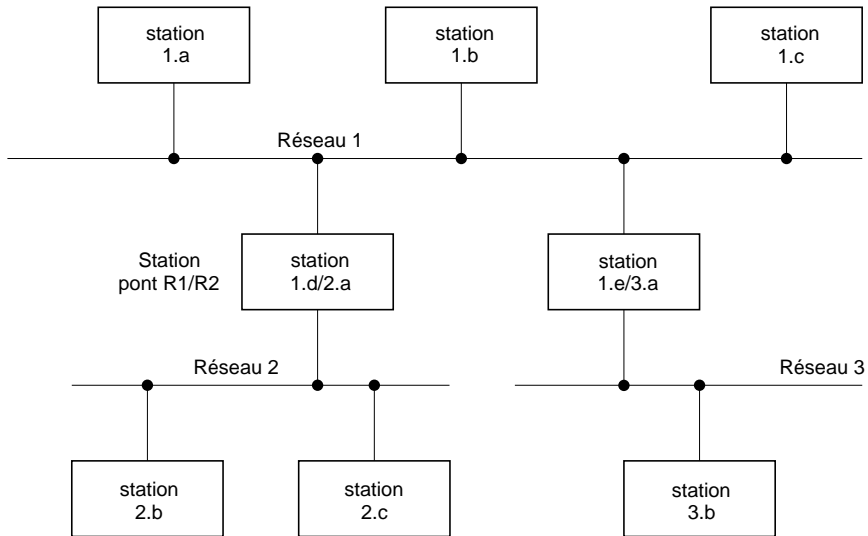 station
1.a
station
1.b
station
1.c
Réseau 1
Station
pont R1/R2
station
1.d/2.a
station
1.e/3.a
Réseau 2
Réseau 3
station
2.b
station
2.c
station
3.b